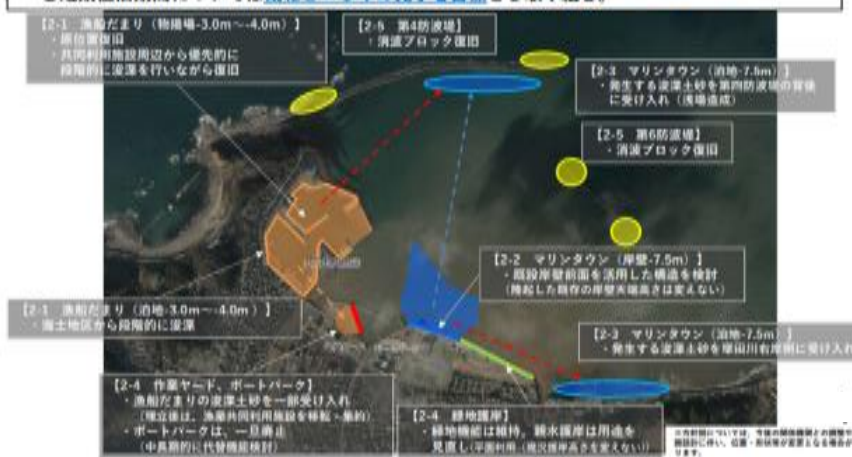 【2-1 漁船だまり（物揚場-3.0m～-4.0m）】
・原位置復旧
・共同利用施設周辺から優先的に
段階的に浚渫を行いながら復旧
【2-5 第4防波堤】
・消波ブロック復旧
【2-3 マリンタウン（泊地-7.5m）】
・発生する浚渫土砂を第四防波堤の背後
に受け入れ（浅場造成）
【2-5 第6防波堤】
・消波ブロック復旧
【2-2 マリンタウン（岸壁-7.5m）】
・既設岸壁前面を活用した構造を検討
（隆起した既存の岸壁天端高さは変えない）
【2-1 漁船だまり（泊地-3.0m～-4.0m）】
・海士地区から段階的に浚渫
【2-3 マリンタウン（泊地-7.5m）】
・発生する浚渫土砂を摩田川右岸側に受け入れ
【2-4 作業ヤード、ボートパーク】
・漁船だまりの浚渫土砂を一部受け入れ
（埋立後は、漁業共同利用施設を移転・集約）
・ボートパークは、一旦廃止
（中長期的に代替機能検討）
【2-4 緑地護岸】
・緑地機能は維持、親水護岸は用途を
見直し（平面利用（現況護岸高さを変えない））